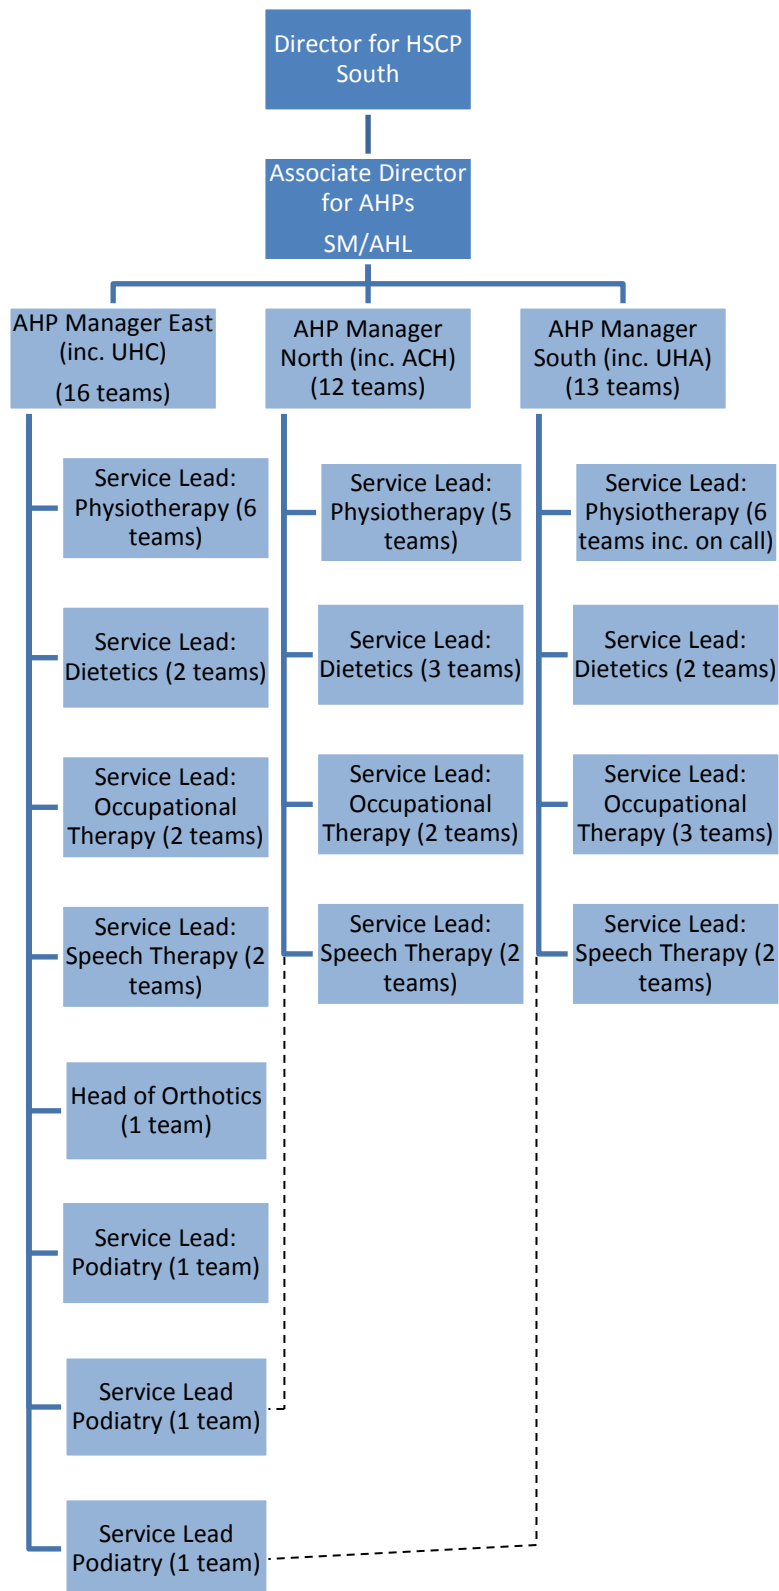 Director for HSCP
South
Associate Director
for AHPs
SM/AHL
AHP Manager East
(inc. UHC)
(16 teams)
AHP Manager
North (inc. ACH)
(12 teams)
AHP Manager
South (inc. UHA)
(13 teams)
Service Lead:
Physiotherapy (6
teams)
Service Lead:
Dietetics (2 teams)
Service Lead:
Occupational
Therapy (2 teams)
Service Lead:
Speech Therapy (2
teams)
Head of Orthotics
(1 team)
Service Lead:
Podiatry (1 team)
Service Lead
Podiatry (1 team)
Service Lead
Podiatry (1 team)
Service Lead:
Physiotherapy (5
teams)
Service Lead:
Dietetics (3 teams)
Service Lead:
Occupational
Therapy (2 teams)
Service Lead:
Speech Therapy (2
teams)
Service Lead:
Physiotherapy (6
teams inc. on call)
Service Lead:
Dietetics (2 teams)
Service Lead:
Occupational
Therapy (3 teams)
Service Lead:
Speech Therapy (2
teams)